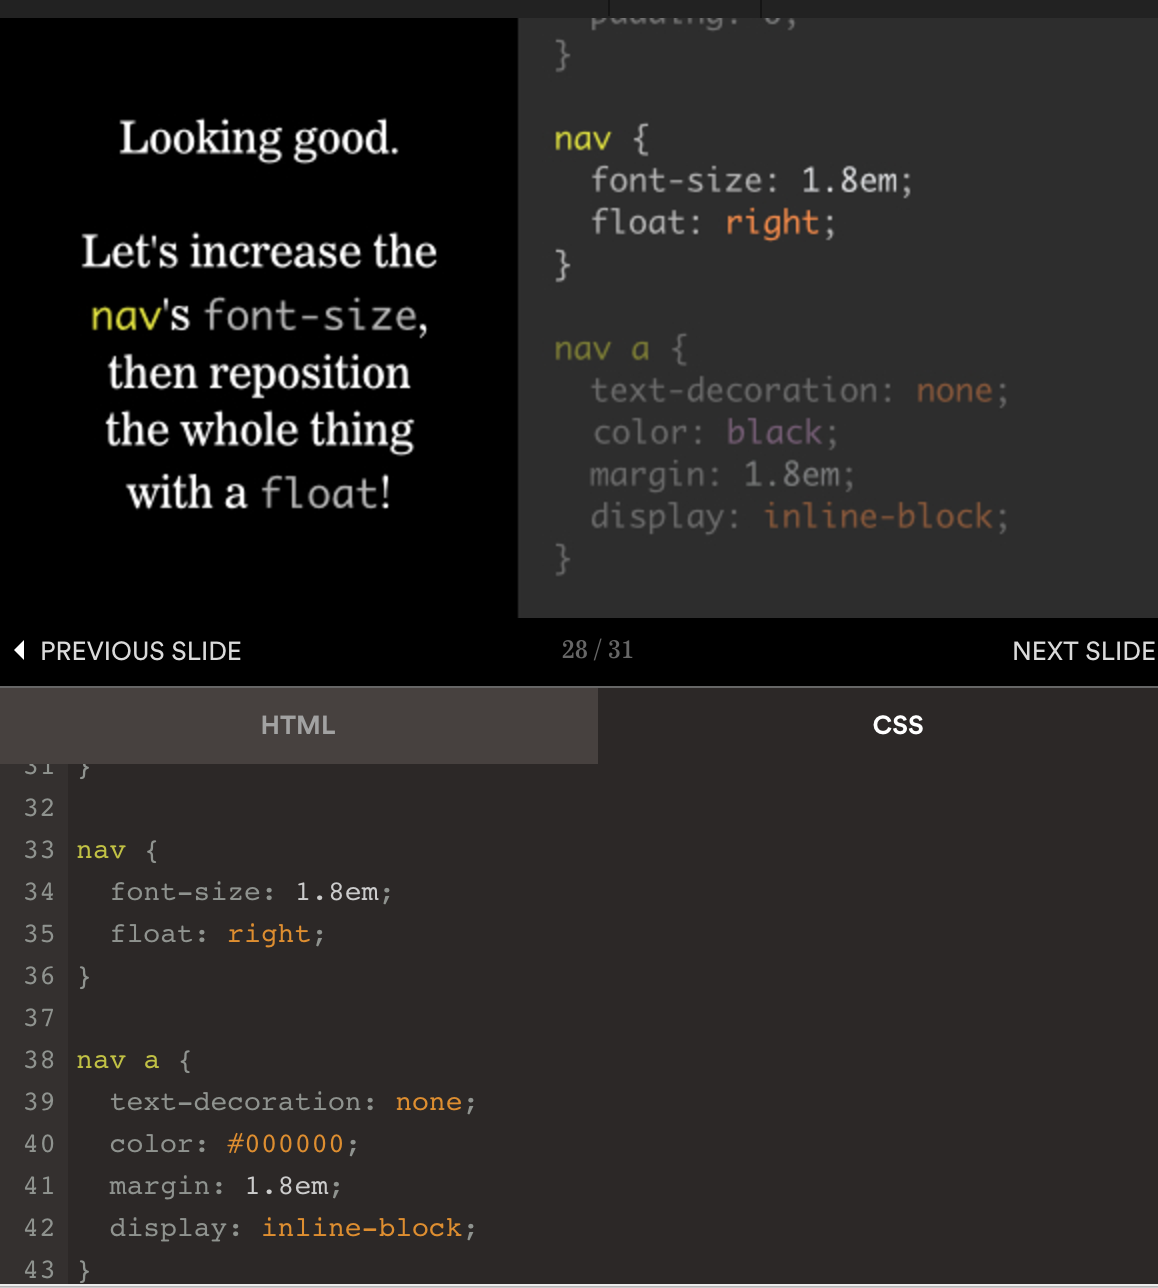 Looking good.
Let's increase the
nav's font-size,
then reposition
the whole thing
with a float!
padding: 0;
}
nav {
font-size: 1.8em;
float: right;
}
nav a {
text-decoration: none;
color: black;
margin: 1.8em;
display: inline-block;
}
PREVIOUS SLIDE
28 / 31
NEXT SLIDE
HTML
CSS
31 }
32
33 nav {
34 font-size: 1.8em;
35 float: right;
36 }
37
38 nav a {
39 text-decoration: none;
40 color: #000000;
41 margin: 1.8em;
42 display: inline-block;
43 }